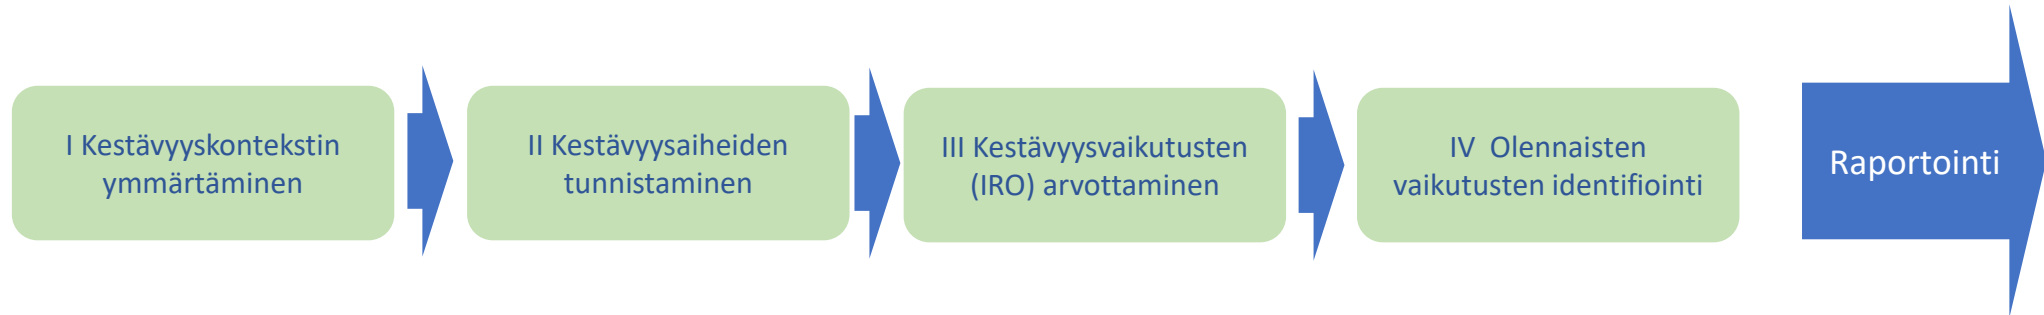 I Kestävyyskontekstin
ymmärtäminen
II Kestävyysaiheiden
tunnistaminen
III Kestävyysvaikutusten
(IRO) arvottaminen
IV Olennaisten
vaikutusten identifiointi
Raportointi